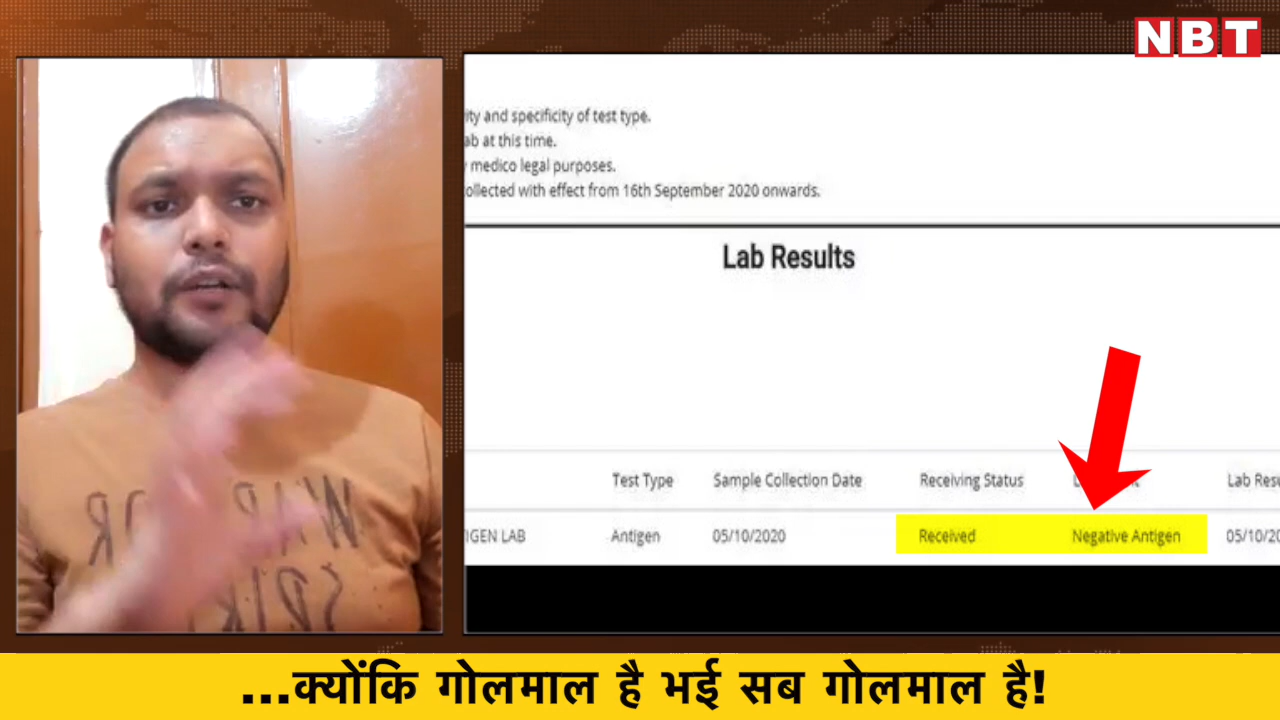 NBT
ity and specificity of test type.
ab at this time.
medico legal purposes.
ollected with effect from 16th September 2020 onwards.
Lab Results
Test Type Sample Collection Date Receiving Status Lab Resu
IGEN LAB Antigen 05/10/2020 Received Negative Antigen 05/10/20
...क्योंकि गोलमाल है भई सब गोलमाल है!